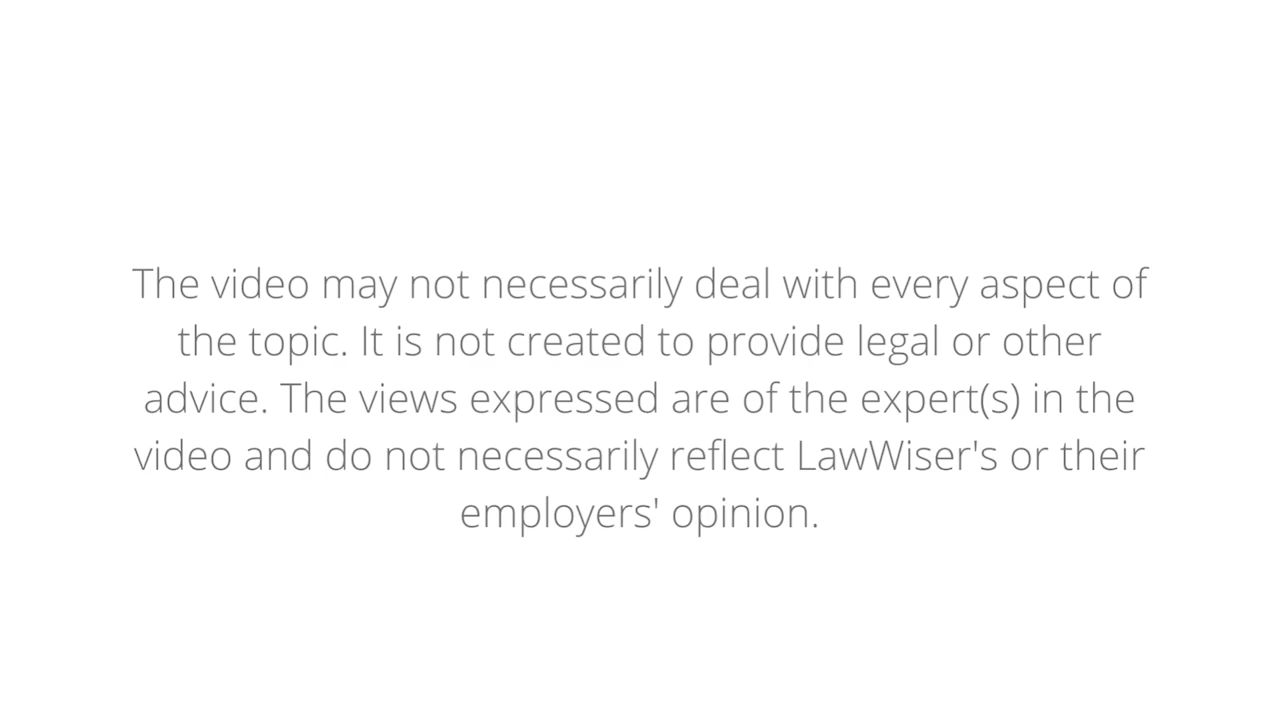 The video may not necessarily deal with every aspect of
the topic. It is not created to provide legal or other
advice. The views expressed are of the expert(s) in the
video and do not necessarily reflect LawWiser's or their
employers' opinion.